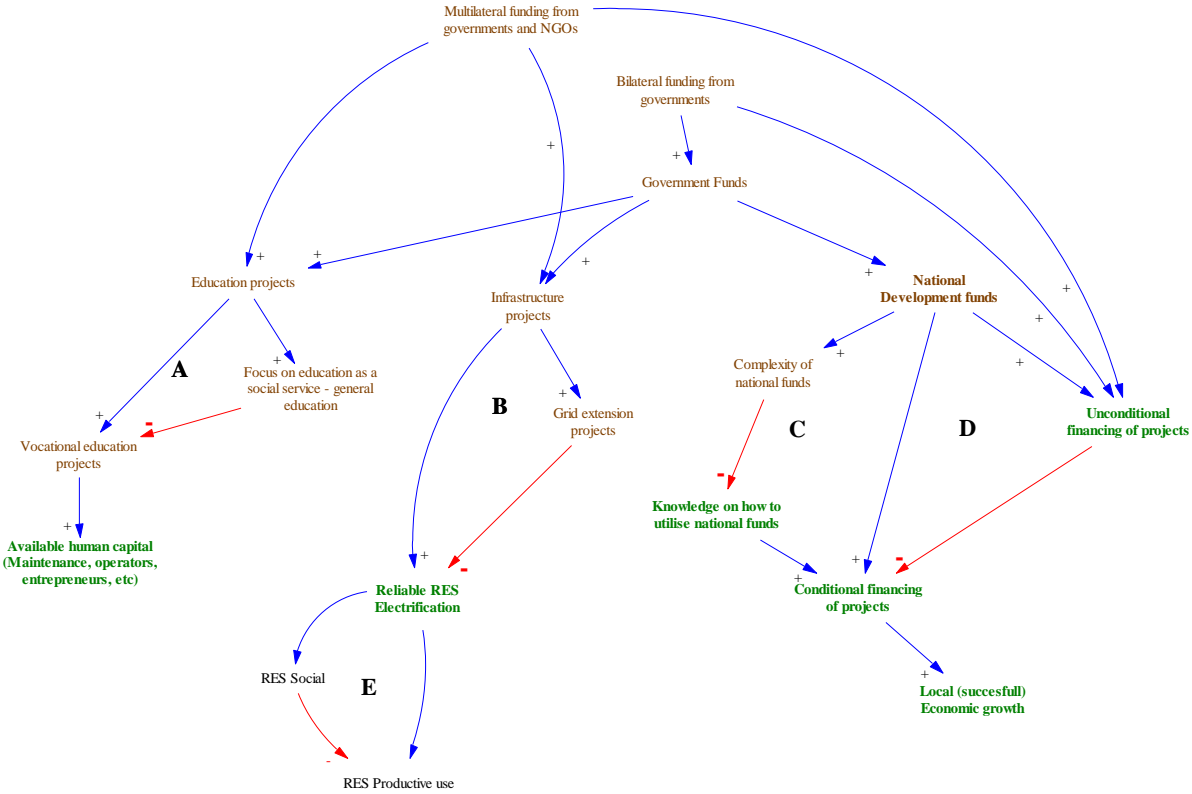 Multilateral funding from
governments and NGOs
Bilateral funding from
governments
+
+
Government Funds
+
+
Education projects
+
+
National
Development funds
Infrastructure
projects
+
+
+
+
Complexity of
national funds
+
A
Focus on education as a
social service - general
education
+
B
+
Grid extension
projects
C
D
Unconditional
financing of projects
+
-
Vocational education
projects
-
Knowledge on how to
utilise national funds
+
Available human capital
(Maintenance, operators,
entrepreneurs, etc)
+
-
Reliable RES
Electrification
+
-
+
Conditional financing
of projects
RES Social
E
+
Local (succesfull)
Economic growth
-
RES Productive use